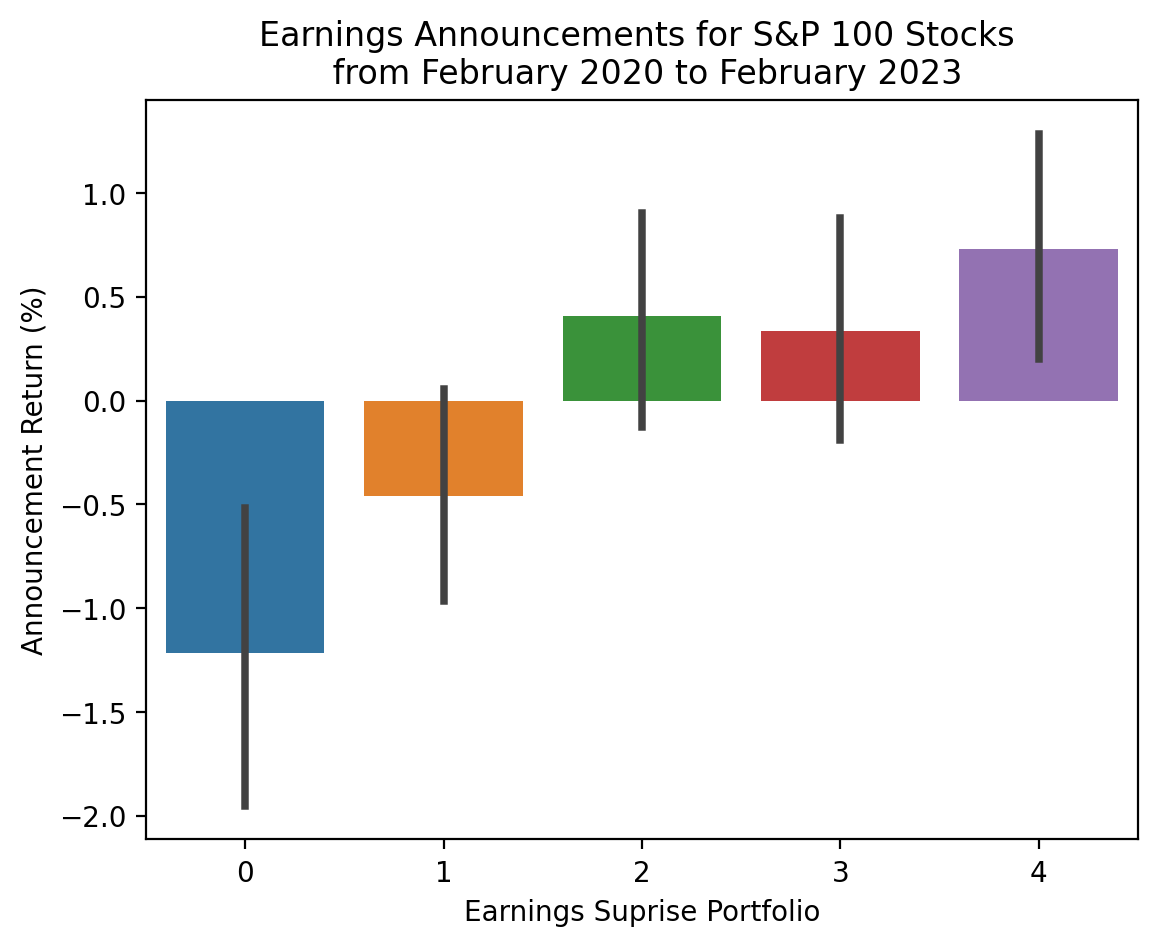 Earnings Announcements for S&P 100 Stocks
from February 2020 to February 2023
Announcement Return (%)
1.0
0.5
0.0
−0.5
−1.0
−1.5
−2.0
0 1 2 3 4
Earnings Suprise Portfolio